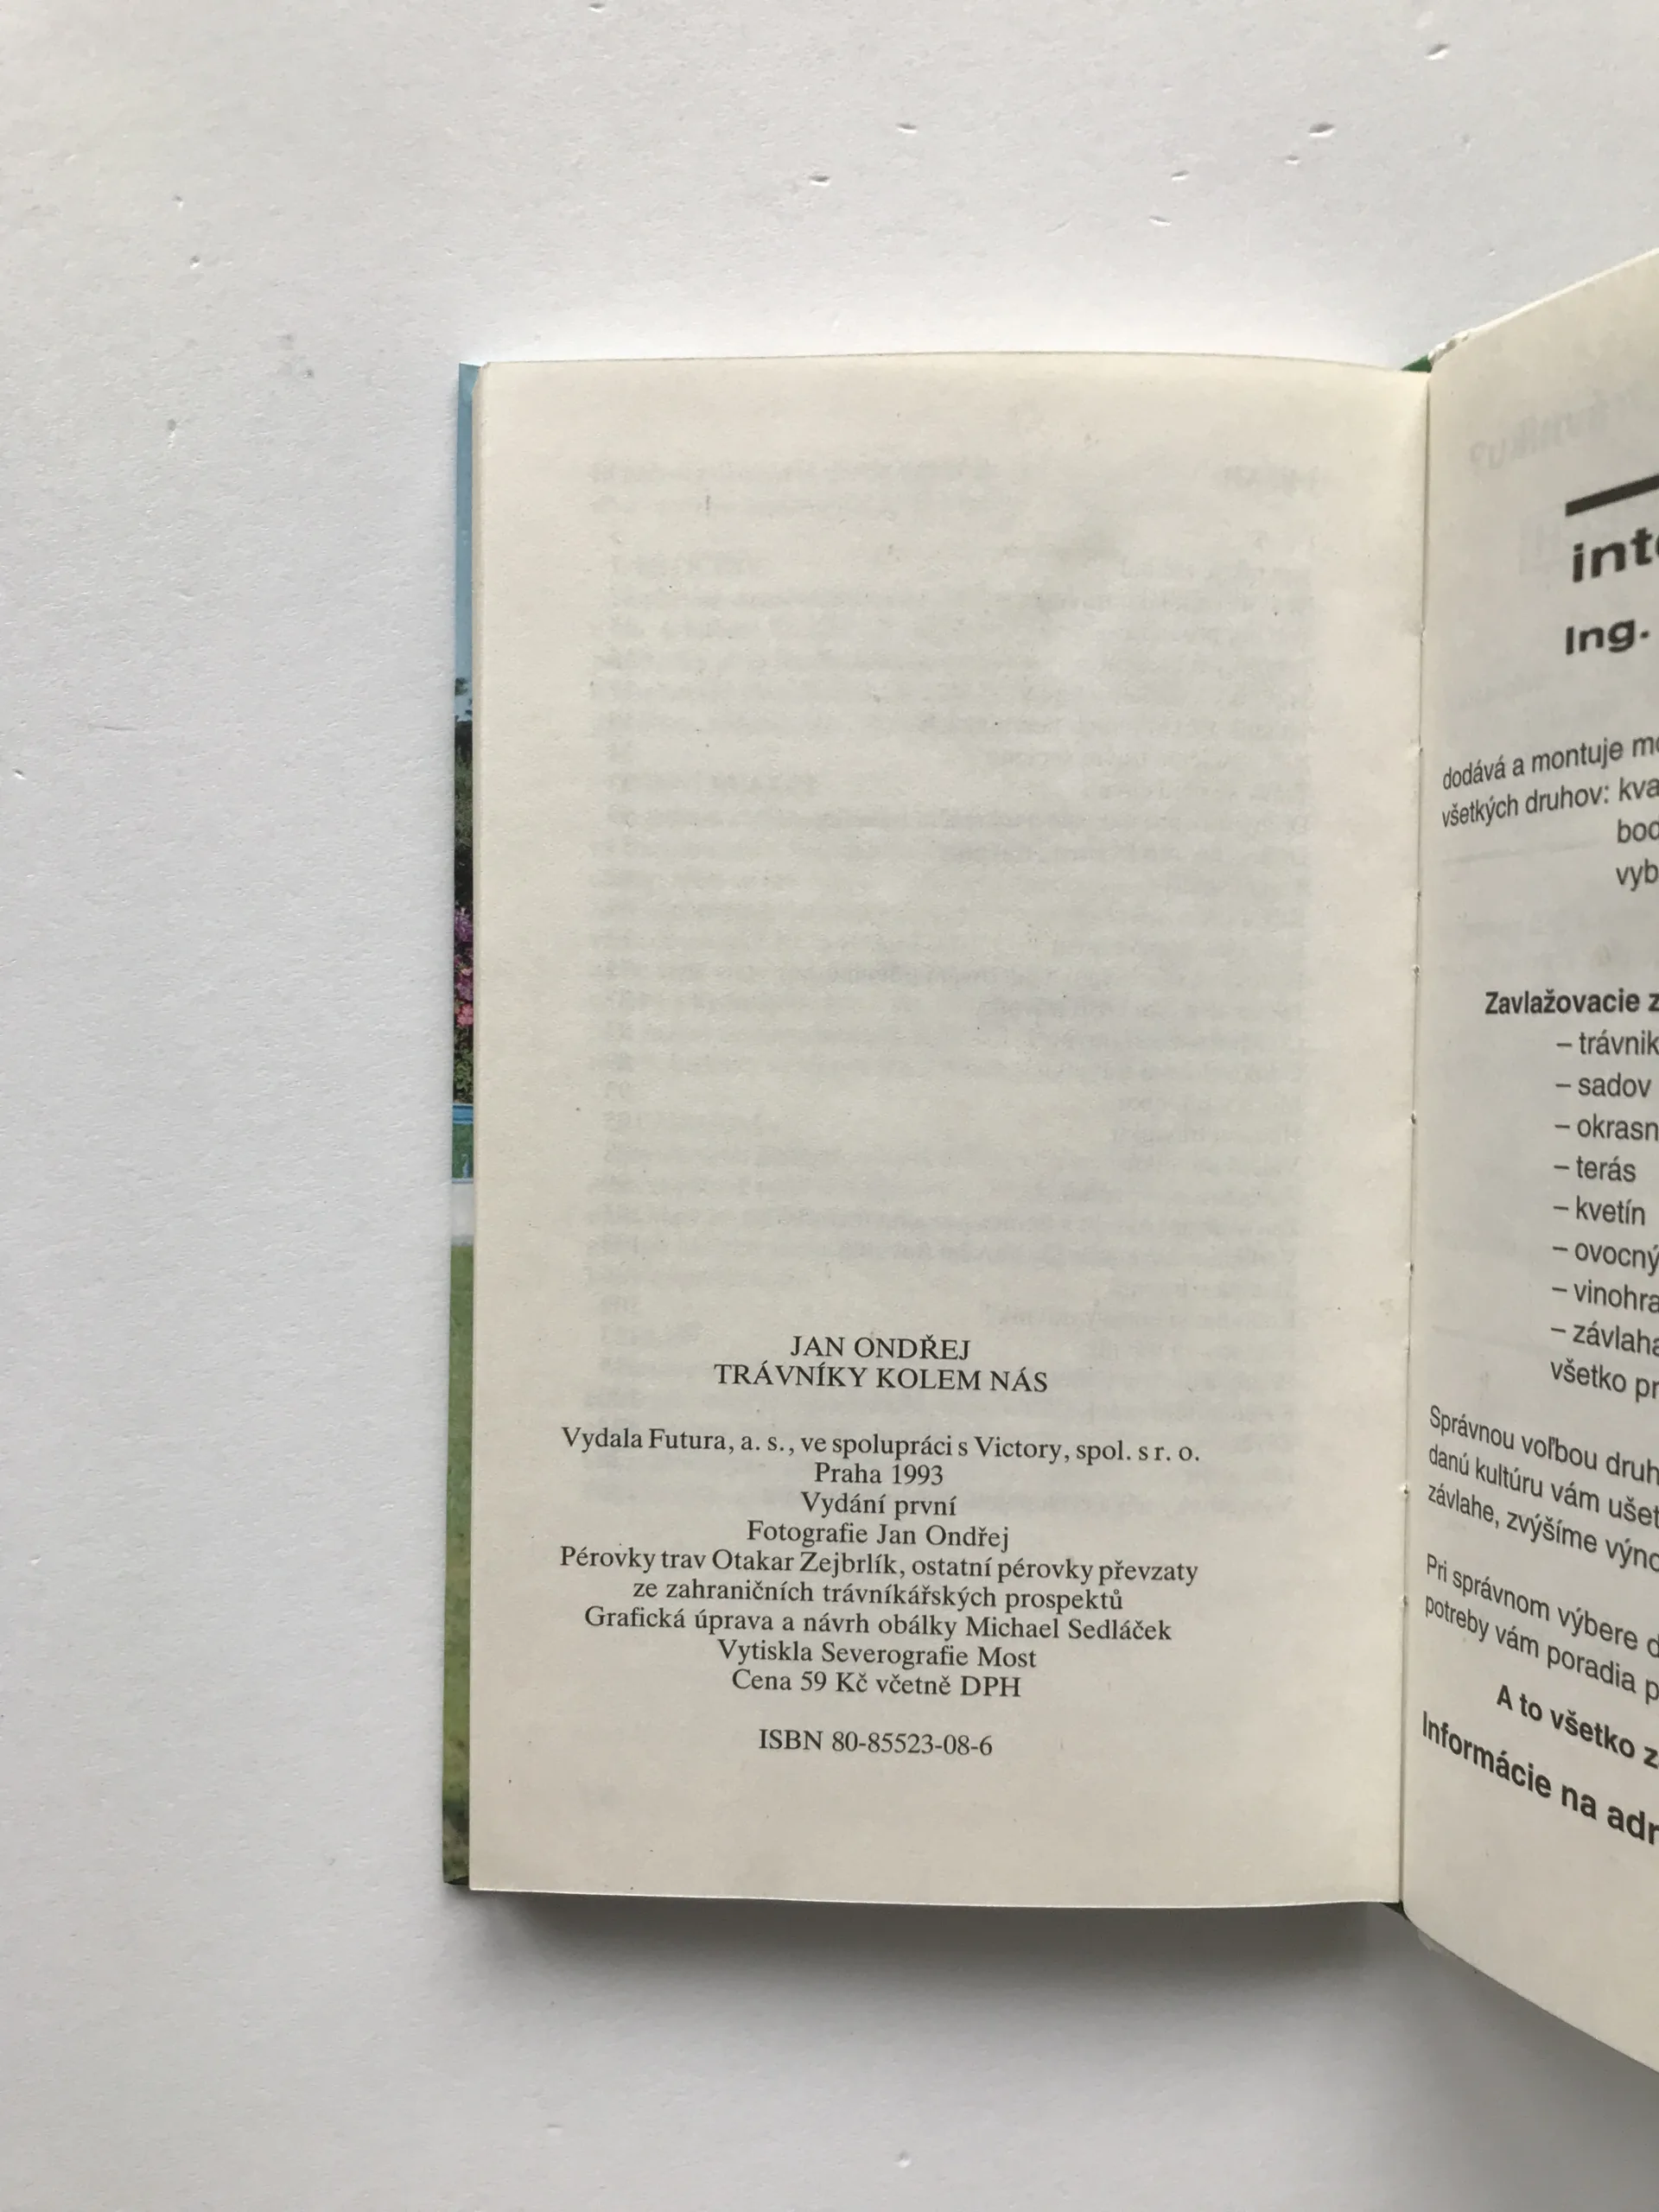 JAN ONDŘEJ
TRÁVNÍKY KOLEM NÁS
Vydala Futura, a. s., ve spolupráci s Victory, spol. s r. o.
Praha 1993
Vydání první
Fotografie Jan Ondřej
Pérovky trav Otakar Zejbrlík, ostatní pérovky převzaty
ze zahraničních trávníkářských prospektů
Grafická úprava a návrh obálky Michael Sedláček
Vytiskla Severografie Most
Cena 59 Kč včetně DPH
ISBN 80-85523-08-6
Ing.
dodává a montuje
všetkých druhov:
Zavlažovacie
–
– sadov
–
– terás
– kvetín
–
–
–
všetko
Správnou voľbou
danú kultúru vám
závlahe, zvýšime
Pri správnom výbere
potreby vám poradia
A to všetko
Informácie na